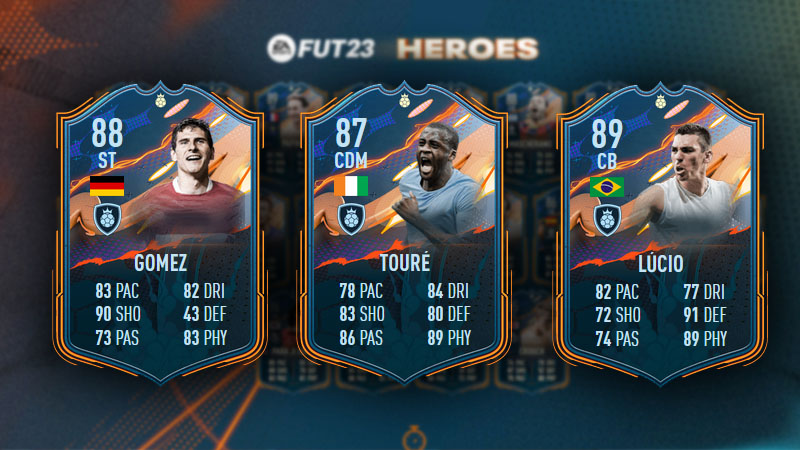 EA FUT23 HEROES
88
ST
GOMEZ
83 PAC 82 DRI
90 SHO 43 DEF
73 PAS 83 PHY
87
CDM
TOURÉ
78 PAC 84 DRI
83 SHO 80 DEF
86 PAS 89 PHY
89
CB
LÚCIO
82 PAC 77 DRI
72 SHO 91 DEF
74 PAS 89 PHY